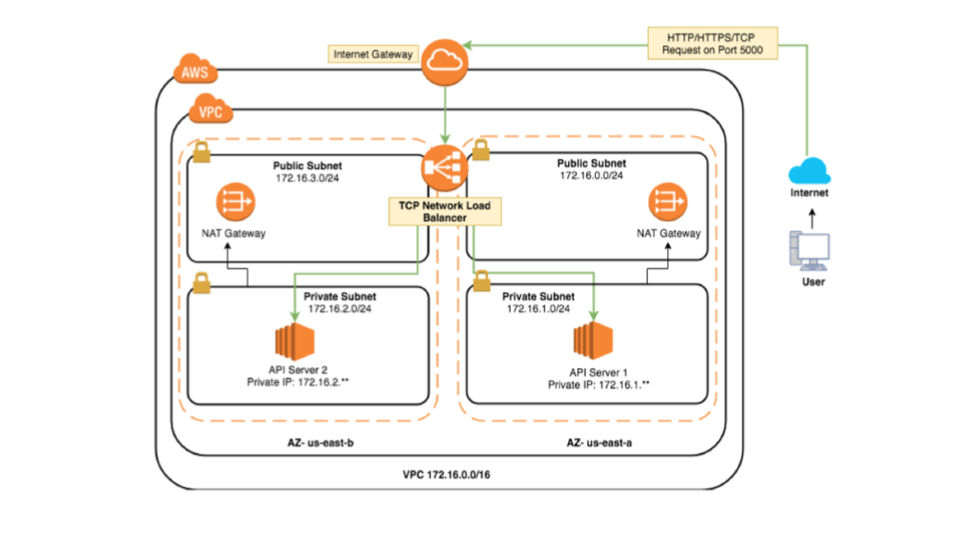 HTTP/HTTPS/TCP
Request on Port 5000
Internet Gateway
AWS
VPC
Public Subnet
172.16.3.0/24
Public Subnet
172.16.0.0/24
TCP Network Load
Balancer
NAT Gateway
NAT Gateway
Internet
User
Private Subnet
172.16.2.0/24
Private Subnet
172.16.1.0/24
API Server 2
Private IP: 172.16.2.**
API Server 1
Private IP: 172.16.1.**
AZ- us-east-b
AZ- us-east-a
VPC 172.16.0.0/16